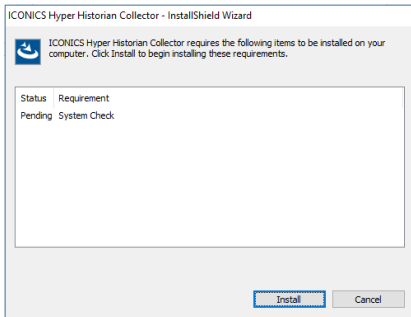 ICONICS Hyper Historian Collector - InstallShield Wizard
ICONICS Hyper Historian Collector requires the following items to be installed on your
computer. Click Install to begin installing these requirements.
Status Requirement
Pending System Check
Install Cancel